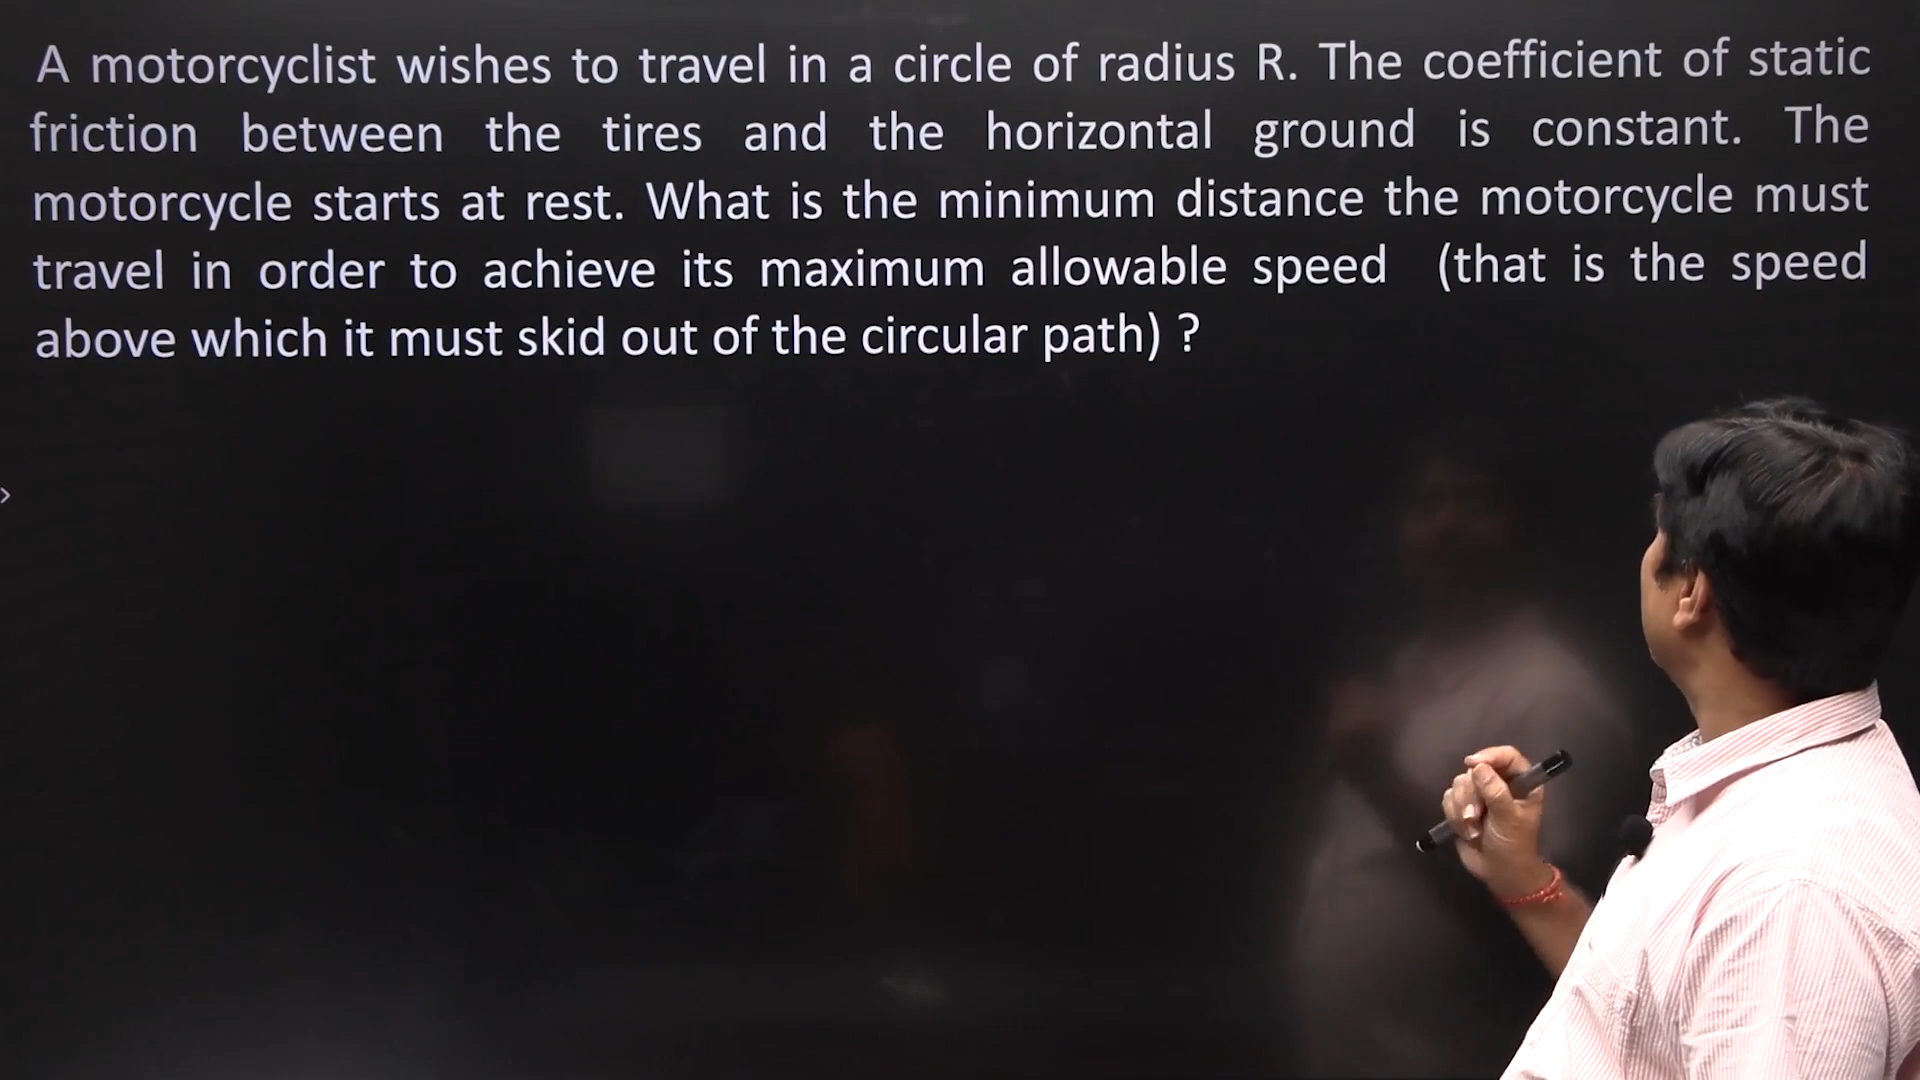 A motorcyclist wishes to travel in a circle of radius R. The coefficient of static
friction between the tires and the horizontal ground is constant. The
motorcycle starts at rest. What is the minimum distance the motorcycle must
travel in order to achieve its maximum allowable speed (that is the speed
above which it must skid out of the circular path) ?